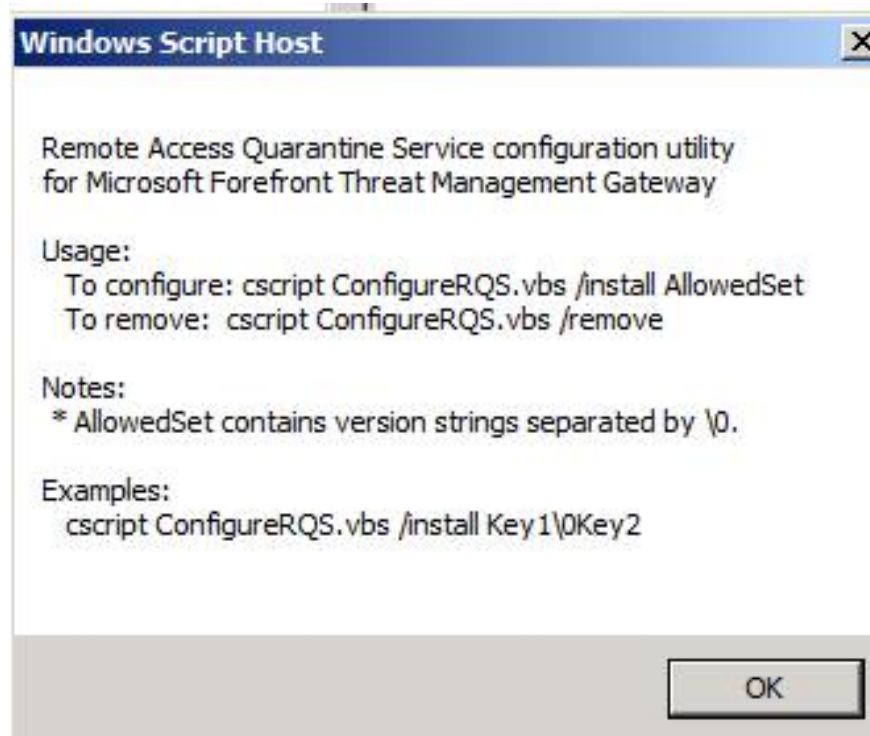 Windows Script Host
Remote Access Quarantine Service configuration utility
for Microsoft Forefront Threat Management Gateway
Usage:
To configure: cscript ConfigureRQS.vbs /install AllowedSet
To remove: cscript ConfigureRQS.vbs /remove
Notes:
* AllowedSet contains version strings separated by \0.
Examples:
cscript ConfigureRQS.vbs /install Key1\0Key2
OK